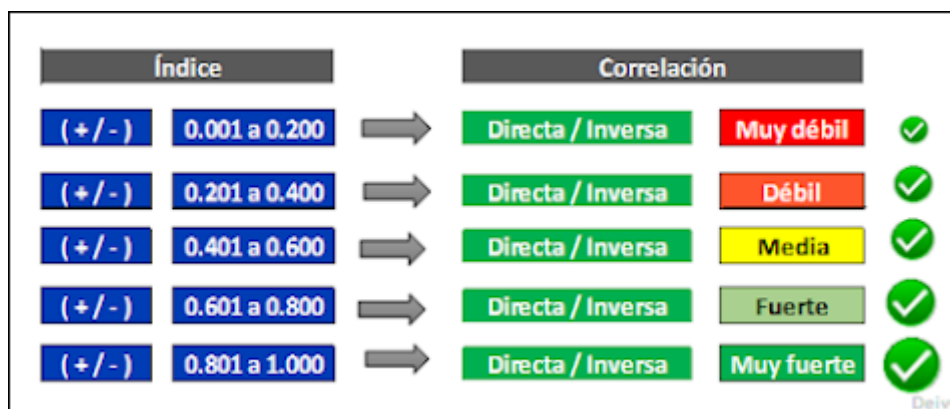 Índice Correlación
(+/-) 0.001 a 0.200 Directa / Inversa Muy débil
(+/-) 0.201 a 0.400 Directa / Inversa Débil
(+/-) 0.401 a 0.600 Directa / Inversa Media
(+/-) 0.601 a 0.800 Directa / Inversa Fuerte
(+/-) 0.801 a 1.000 Directa / Inversa Muy fuerte